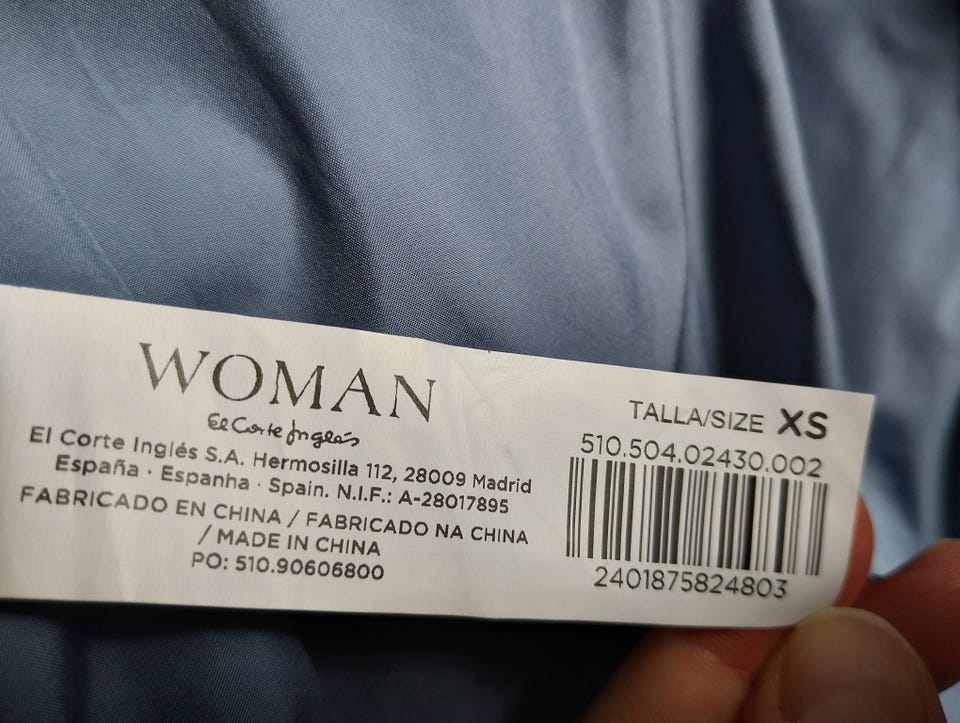 WOMAN
El Corte Inglés
El Corte Inglés S.A. Hermosilla 112, 28009 Madrid
España · Espanha · Spain. N.I.F.: A-28017895
FABRICADO EN CHINA / FABRICADO NA CHINA
/ MADE IN CHINA
PO: 510.90606800
TALLA/SIZE XS
510.504.02430.002
2401875824803